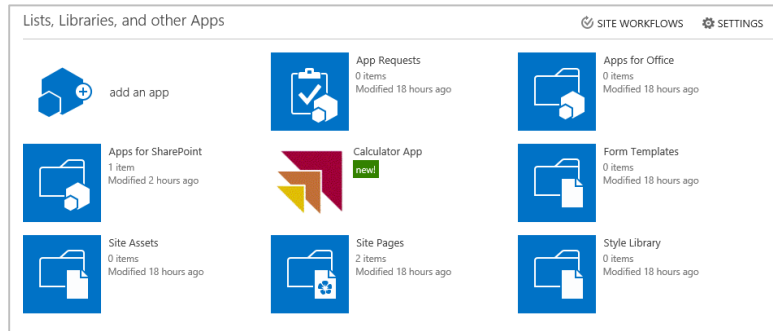 Lists, Libraries, and other Apps
SITE WORKFLOWS
SETTINGS
add an app
App Requests
0 items
Modified 18 hours ago
Apps for Office
0 items
Modified 18 hours ago
Apps for SharePoint
1 item
Modified 2 hours ago
Calculator App
new!
Form Templates
0 items
Modified 18 hours ago
Site Assets
0 items
Modified 18 hours ago
Site Pages
2 items
Modified 18 hours ago
Style Library
0 items
Modified 18 hours ago